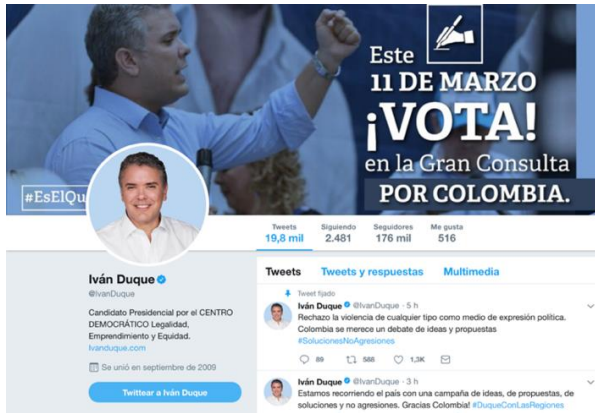 Este
11 DE MARZO
¡VOTA!
en la Gran Consulta
POR COLOMBIA.
#EsElQu
Tweets Siguiendo Seguidores Me gusta
19,8 mil 2.481 176 mil 516
Iván Duque
@IvanDuque
Candidato Presidencial por el CENTRO
DEMOCRÁTICO Legalidad,
Emprendimiento y Equidad.
Ivanduque.com
Se unió en septiembre de 2009
Twittear a Iván Duque
Tweets Tweets y respuestas Multimedia
Tweet fijado
Iván Duque @IvanDuque · 5 h
Rechazo la violencia de cualquier tipo como medio de expresión política.
Colombia se merece un debate de ideas y propuestas
#SolucionesNoAgresiones
89 588 1,3K
Iván Duque @IvanDuque · 3 h
Estamos recorriendo el país con una campaña de ideas, de propuestas, de
soluciones y no agresiones. Gracias Colombia! #DuqueConLasRegiones